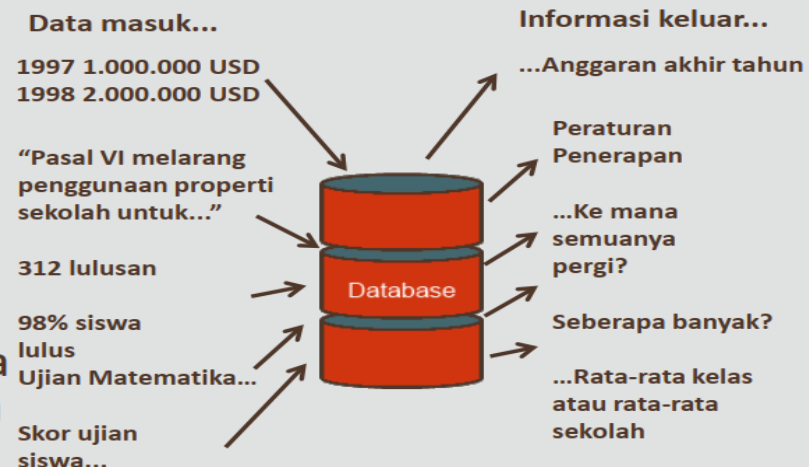 Data masuk...
1997 1.000.000 USD
1998 2.000.000 USD
“Pasal VI melarang
penggunaan properti
sekolah untuk...”
312 lulusan
98% siswa
lulus
Ujian Matematika...
Skor ujian
siswa...
Database
Informasi keluar...
...Anggaran akhir tahun
Peraturan
Penerapan
...Ke mana
semuanya
pergi?
Seberapa banyak?
...Rata-rata kelas
atau rata-rata
sekolah